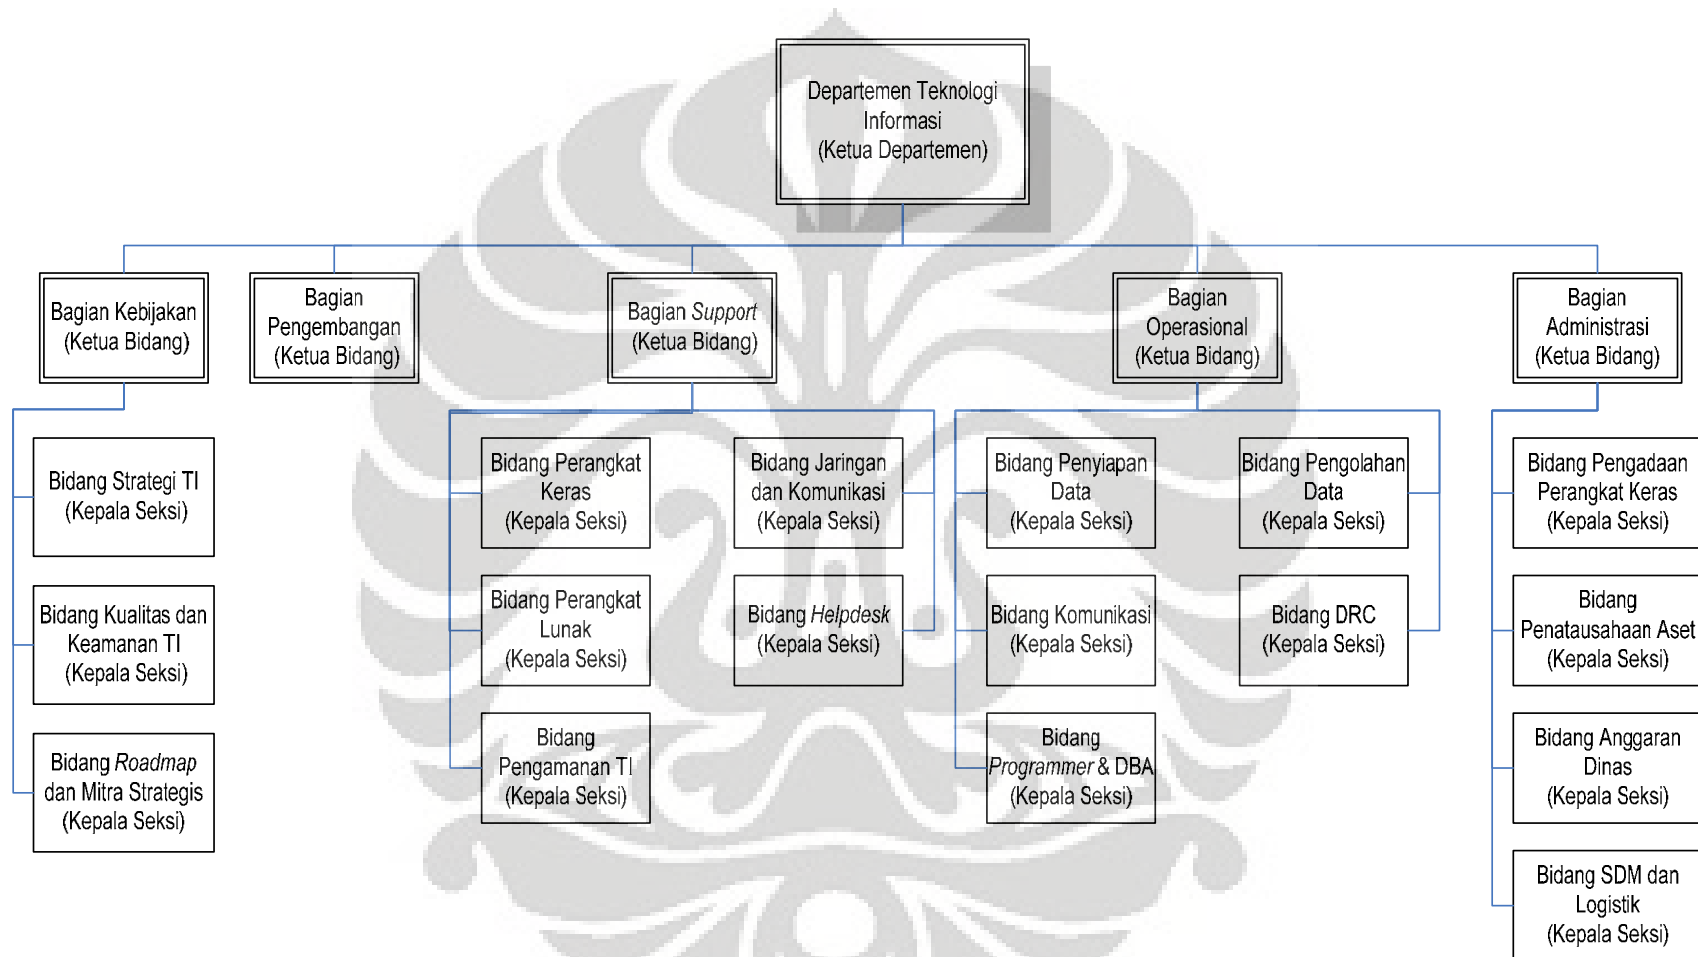 Departemen Teknologi
Informasi
(Ketua Departemen)
Bagian Kebijakan
(Ketua Bidang)
Bagian
Pengembangan
(Ketua Bidang)
Bagian Support
(Ketua Bidang)
Bagian
Operasional
(Ketua Bidang)
Bagian
Administrasi
(Ketua Bidang)
Bidang Strategi TI
(Kepala Seksi)
Bidang Kualitas dan
Keamanan TI
(Kepala Seksi)
Bidang Roadmap
dan Mitra Strategis
(Kepala Seksi)
Bidang Perangkat
Keras
(Kepala Seksi)
Bidang Perangkat
Lunak
(Kepala Seksi)
Bidang
Pengamanan TI
(Kepala Seksi)
Bidang Jaringan
dan Komunikasi
(Kepala Seksi)
Bidang Helpdesk
(Kepala Seksi)
Bidang Penyiapan
Data
(Kepala Seksi)
Bidang Komunikasi
(Kepala Seksi)
Bidang
Programmer & DBA
(Kepala Seksi)
Bidang Pengolahan
Data
(Kepala Seksi)
Bidang DRC
(Kepala Seksi)
Bidang Pengadaan
Perangkat Keras
(Kepala Seksi)
Bidang
Penatausahaan Aset
(Kepala Seksi)
Bidang Anggaran
Dinas
(Kepala Seksi)
Bidang SDM dan
Logistik
(Kepala Seksi)